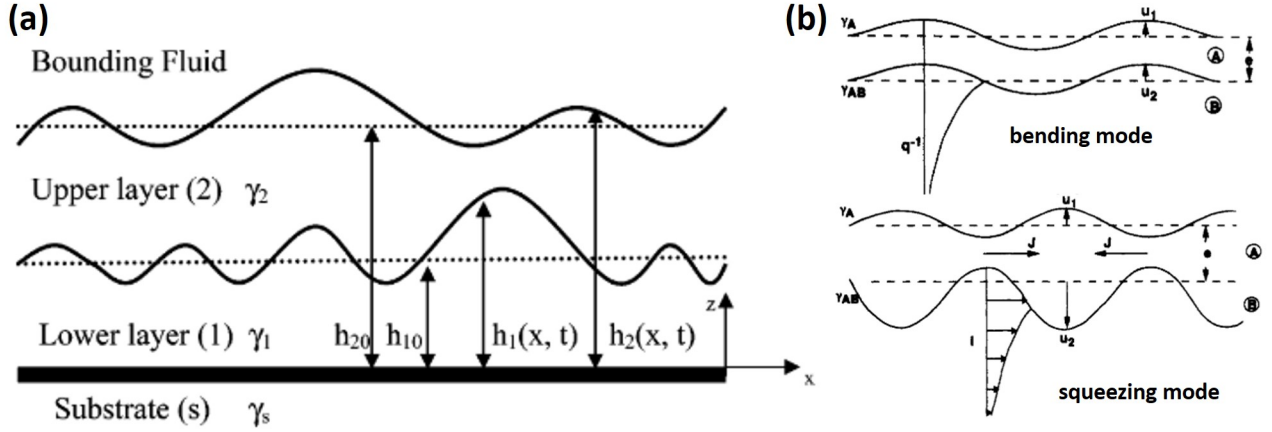 (a)
Bounding Fluid
Upper layer (2) γ₂
Lower layer (1) γ₁ h₂₀ h₁₀ h₁(x, t) h₂(x, t)
z
x
Substrate (s) γₛ
(b)
γA u₁
A
e
γAB u₂
B
q⁻¹
bending mode
γA u₁
J J
A
e
γAB
B
l u₂
squeezing mode